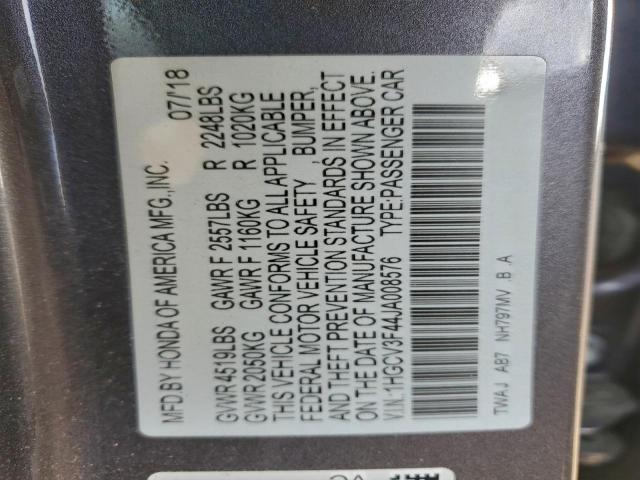 MFD.BY HONDA OF AMERICA MFG.,INC. 07/'18
GVWR 4519LBS GAWR F 2557LBS R 2248LBS
GVWR 2050KG GAWR F 1160KG R 1020KG
THIS VEHICLE CONFORMS TO ALL APPLICABLE
FEDERAL MOTOR VEHICLE SAFETY , BUMPER,
AND THEFT PREVENTION STANDARDS IN EFFECT
ON THE DATE OF MANUFACTURE SHOWN ABOVE.
V.I.N.:1HGCV3F44JA008576 TYPE:PASSENGER CAR
TWAJ AB7 NH797MV .B .A